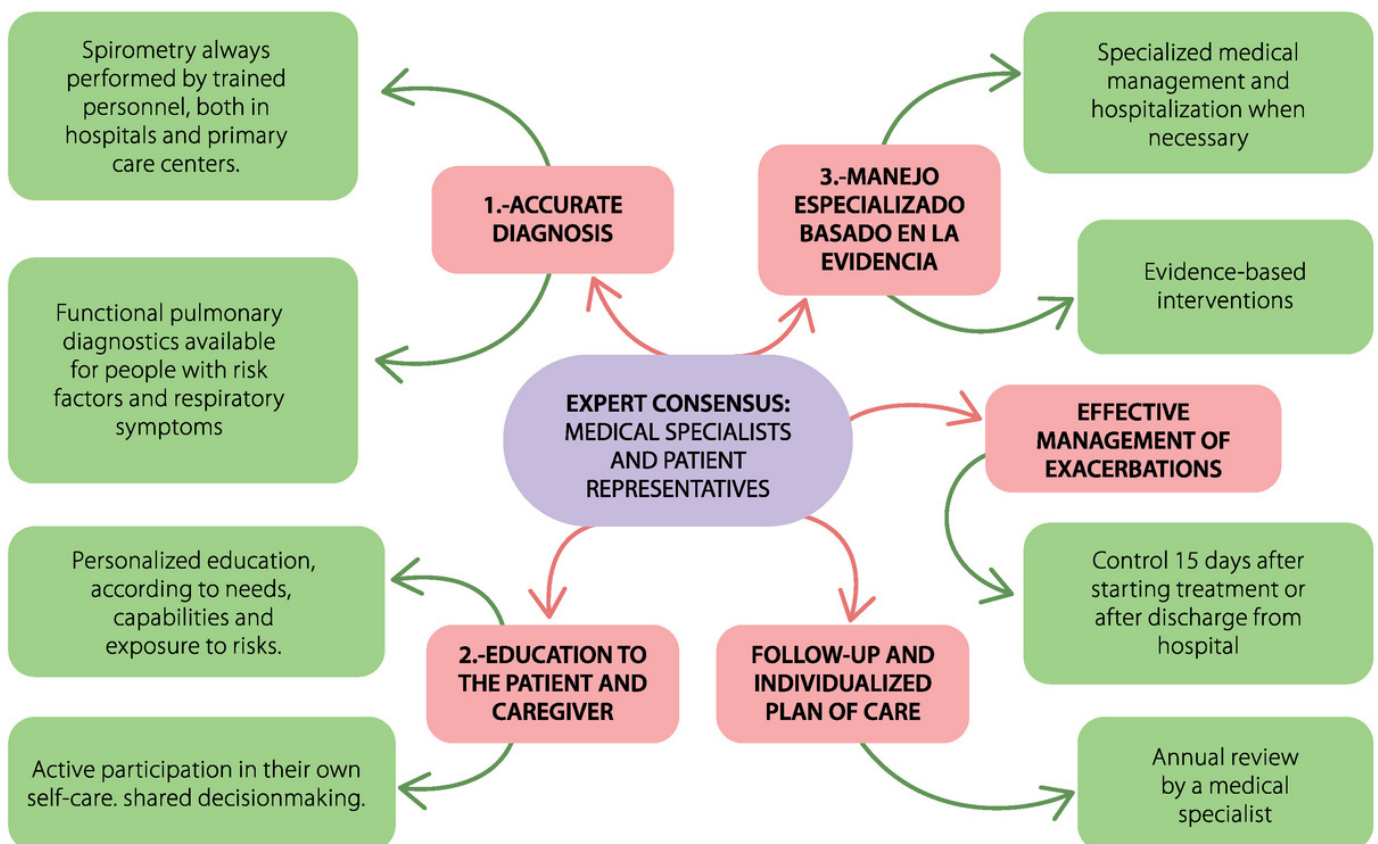 Spirometry always
performed by trained
personnel, both in
hospitals and primary
care centers.
1.-ACCURATE
DIAGNOSIS
Functional pulmonary
diagnostics available
for people with risk
factors and respiratory
symptoms
3.-MANEJO
ESPECIALIZADO
BASADO EN LA
EVIDENCIA
Specialized medical
management and
hospitalization when
necessary
Evidence-based
interventions
EXPERT CONSENSUS:
MEDICAL SPECIALISTS
AND PATIENT
REPRESENTATIVES
EFFECTIVE
MANAGEMENT OF
EXACERBATIONS
Control 15 days after
starting treatment or
after discharge from
hospital
Personalized education,
according to needs,
capabilities and
exposure to risks.
2.-EDUCATION TO
THE PATIENT AND
CAREGIVER
Active participation in their own
self-care. shared decisionmaking.
FOLLOW-UP AND
INDIVIDUALIZED
PLAN OF CARE
Annual review
by a medical
specialist